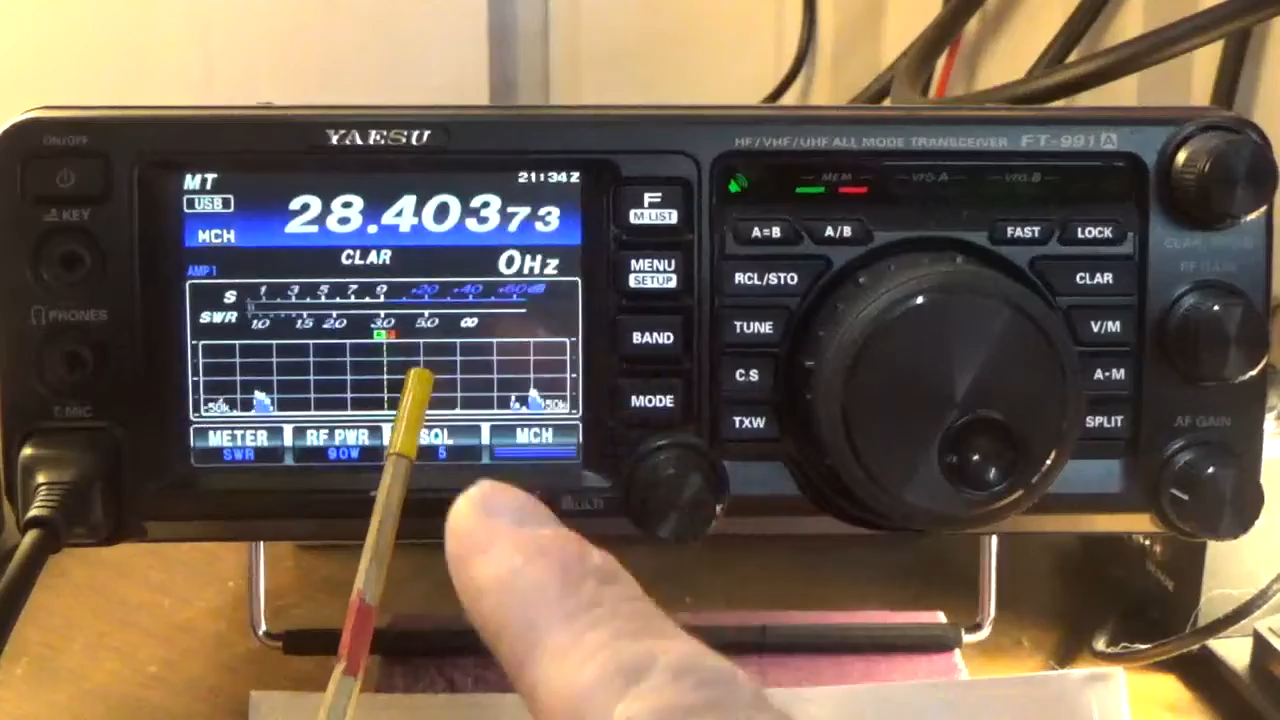 ON/OFF
YAESU
HF/VHF/UHF ALL MODE TRANSCEIVER FT-991A
MT
21:34Z
USB
28.403 73
MCH
CLAR
0Hz
AMP1
S 1 3 5 7 9 +20 +40 +60dB
SWR 1.0 1.5 2.0 3.0 5.0 ∞
-50k
50k
METER
SWR
RF PWR
90W
SQL
5
MCH
KEY
PHONES
MIC
MULTI
F
M-LIST
MENU
SETUP
BAND
MODE
MEM
VFO-A
VFO-B
A=B
A/B
FAST
LOCK
RCL/STO
CLAR
TUNE
V/M
C.S
A-M
TXW
SPLIT
RF GAIN
AF GAIN